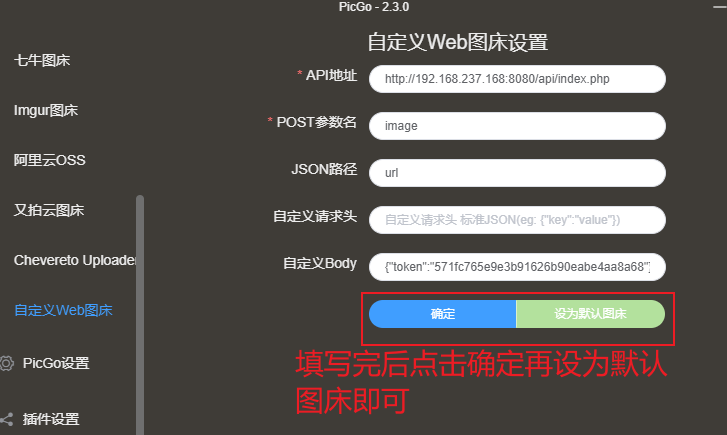 PicGo - 2.3.0
七牛图床
Imgur图床
阿里云OSS
又拍云图床
Chevereto Uploader
自定义Web图床
PicGo设置
插件设置
自定义Web图床设置
* API地址
http://192.168.237.168:8080/api/index.php
* POST参数名
image
JSON路径
url
自定义请求头
自定义请求头 标准JSON(eg: {"key":"value"})
自定义Body
{"token":"571fc765e9e3b91626b90eabe4aa8a68"}
确定
设为默认图床
填写完后点击确定再设为默认
图床即可